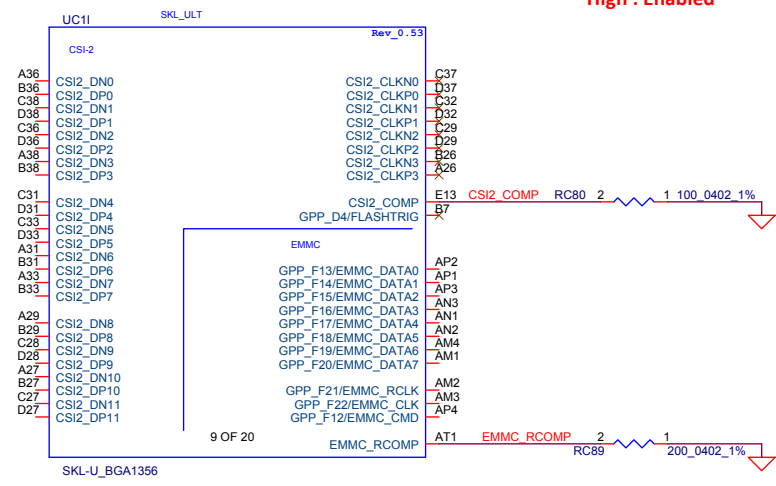 High : Enabled
UC1I
SKL_ULT
Rev_0.53
CSI-2
A36 CSI2_DN0 CSI2_CLKN0 C37
B36 CSI2_DP0 CSI2_CLKP0 D37
C38 CSI2_DN1 CSI2_CLKN1 C32
D38 CSI2_DP1 CSI2_CLKP1 D32
C36 CSI2_DN2 CSI2_CLKN2 C29
D36 CSI2_DP2 CSI2_CLKP2 D29
A38 CSI2_DN3 CSI2_CLKN3 B26
B38 CSI2_DP3 CSI2_CLKP3 A26
C31 CSI2_DN4 CSI2_COMP E13 CSI2_COMP RC80 2 1 100_0402_1%
D31 CSI2_DP4 GPP_D4/FLASHTRIG B7
C33 CSI2_DN5
D33 CSI2_DP5 EMMC
A31 CSI2_DN6
B31 CSI2_DP6 GPP_F13/EMMC_DATA0 AP2
A33 CSI2_DN7 GPP_F14/EMMC_DATA1 AP1
B33 CSI2_DP7 GPP_F15/EMMC_DATA2 AP3
GPP_F16/EMMC_DATA3 AN3
A29 CSI2_DN8 GPP_F17/EMMC_DATA4 AN1
B29 CSI2_DP8 GPP_F18/EMMC_DATA5 AN2
C28 CSI2_DN9 GPP_F19/EMMC_DATA6 AM4
D28 CSI2_DP9 GPP_F20/EMMC_DATA7 AM1
A27 CSI2_DN10
B27 CSI2_DP10 GPP_F21/EMMC_RCLK AM2
C27 CSI2_DN11 GPP_F22/EMMC_CLK AM3
D27 CSI2_DP11 GPP_F12/EMMC_CMD AP4
9 OF 20
EMMC_RCOMP AT1 EMMC_RCOMP 2 1
RC89 200_0402_1%
SKL-U_BGA1356